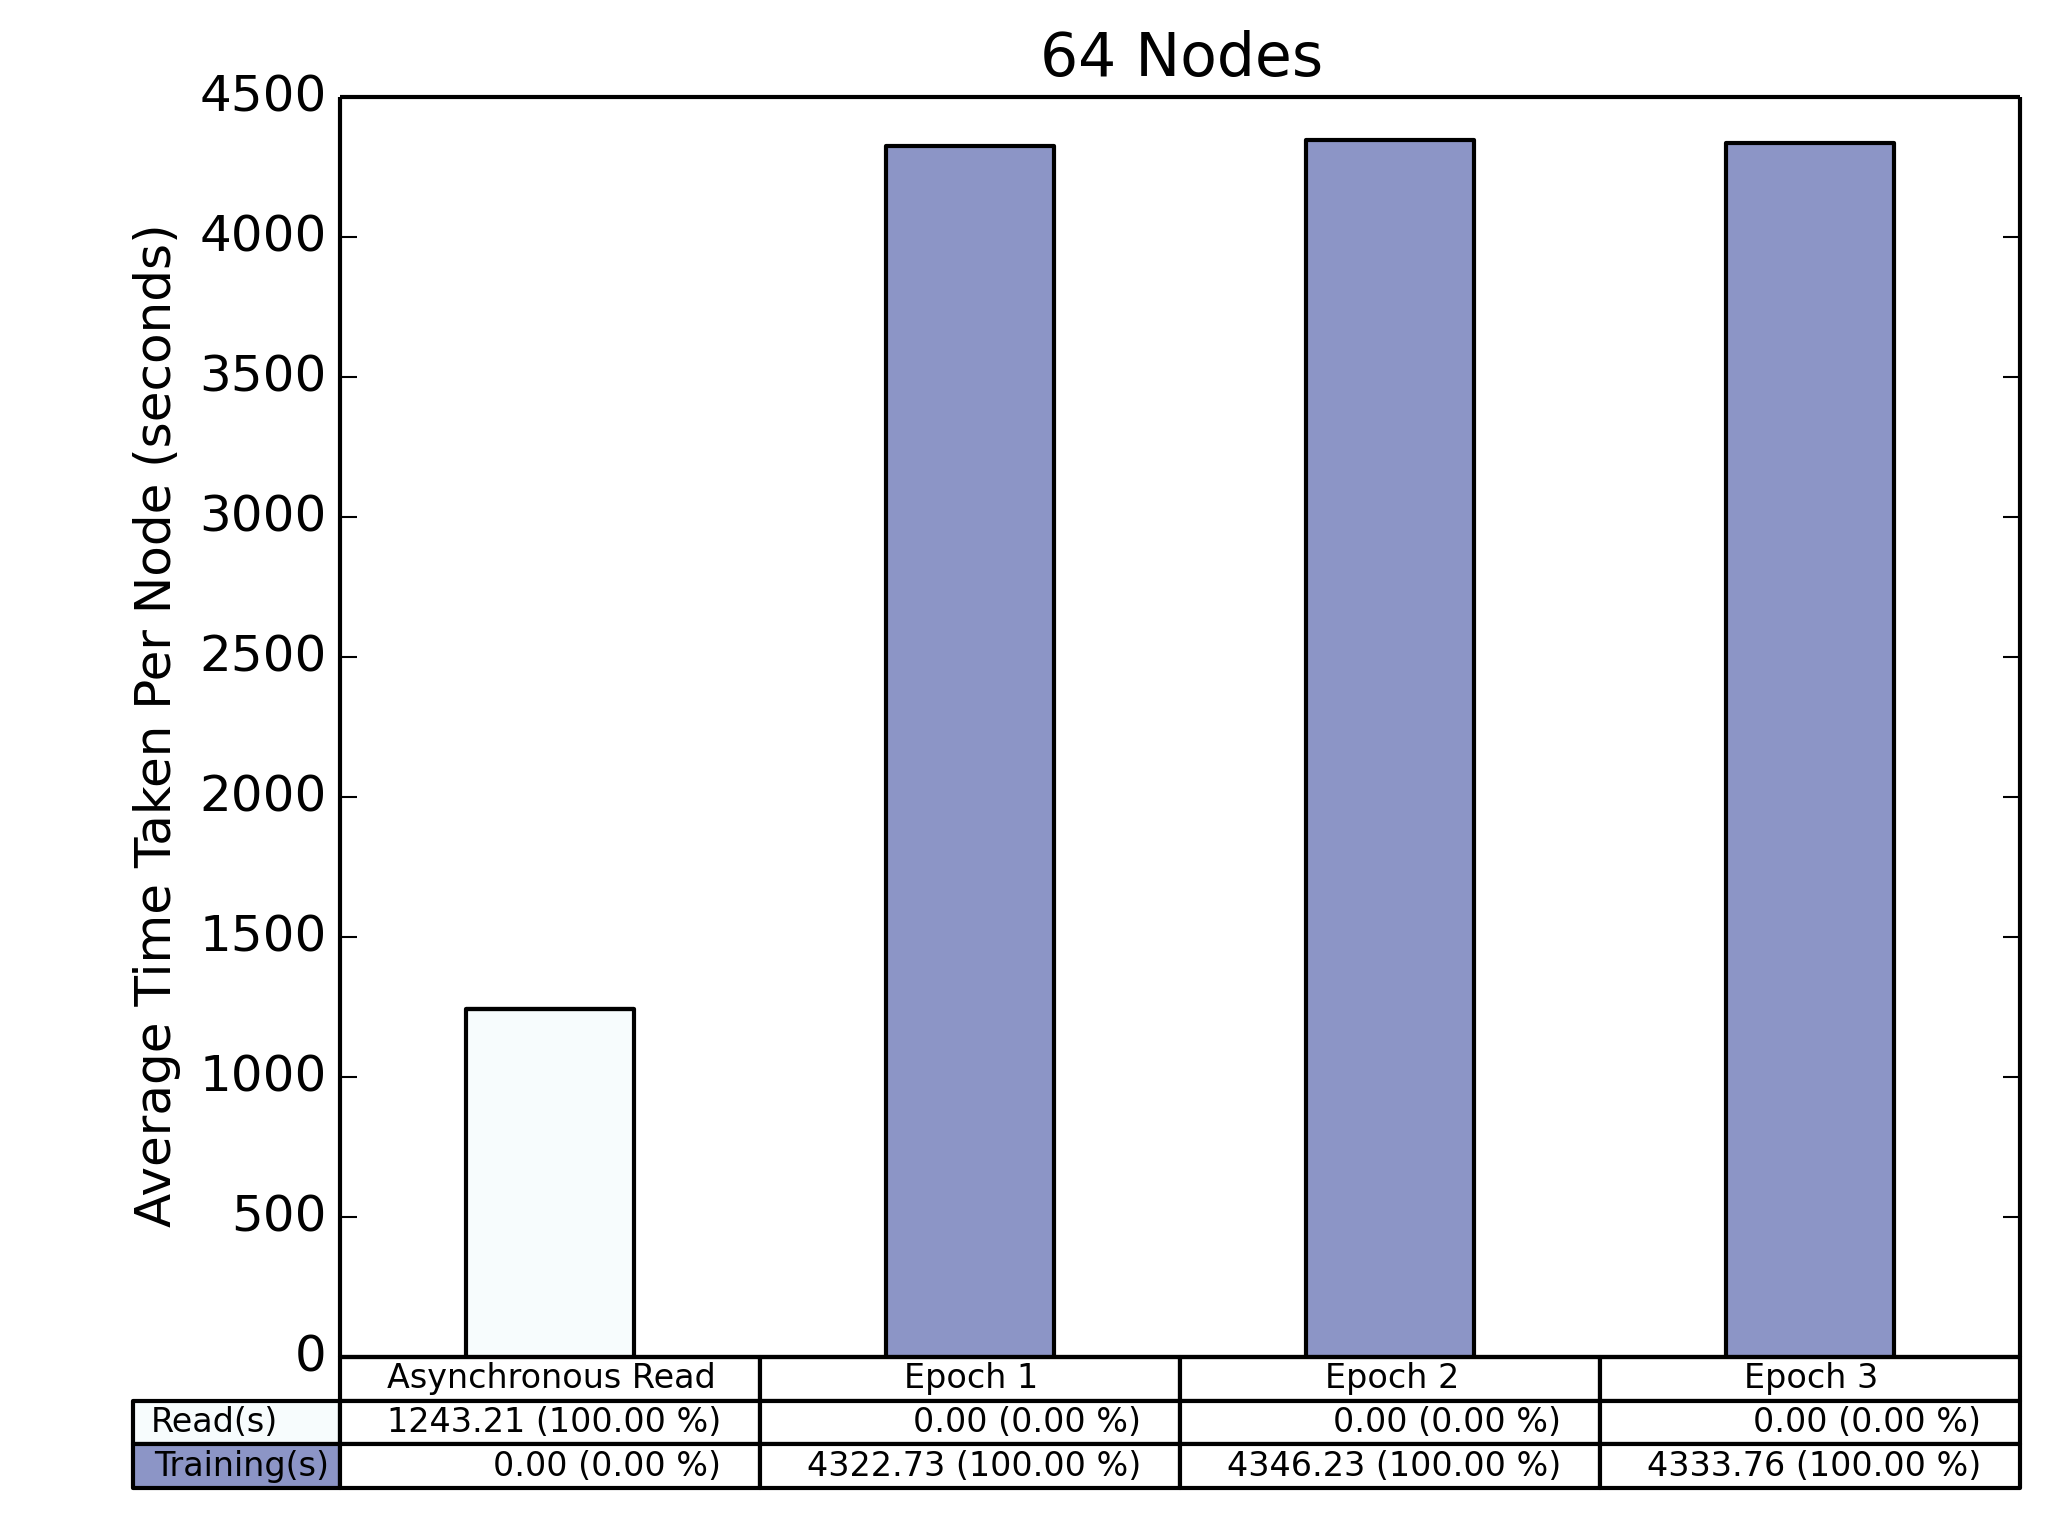 64 Nodes
Average Time Taken Per Node (seconds)
4500
4000
3500
3000
2500
2000
1500
1000
500
0
Asynchronous Read Epoch 1 Epoch 2 Epoch 3
Read(s) 1243.21 (100.00 %) 0.00 (0.00 %) 0.00 (0.00 %) 0.00 (0.00 %)
Training(s) 0.00 (0.00 %) 4322.73 (100.00 %) 4346.23 (100.00 %) 4333.76 (100.00 %)